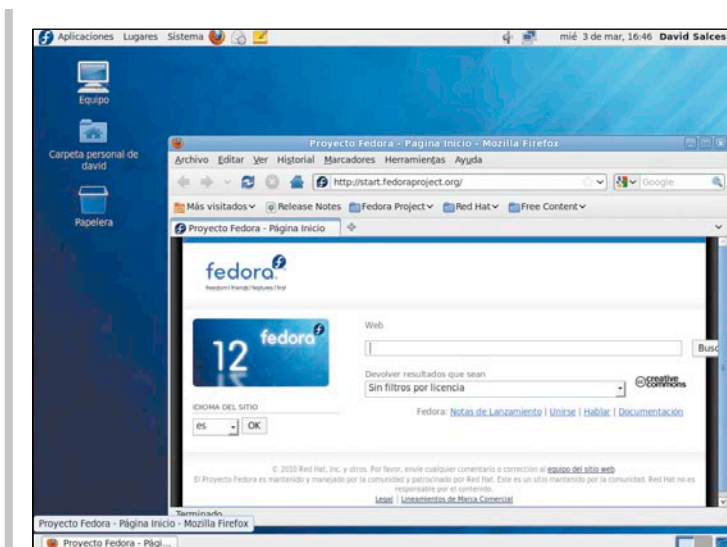 Aplicaciones Lugares Sistema mié 3 de mar, 16:46 David Salces
Equipo
Carpeta personal de
david
Papelera
Proyecto Fedora - Página Inicio - Mozilla Firefox
Archivo Editar Ver Historial Marcadores Herramientas Ayuda
http://start.fedoraproject.org/ Google
Más visitados Release Notes Fedora Project Red Hat Free Content
Proyecto Fedora - Página Inicio
fedora
freedom | friends | features | first
12 fedora
Web
Busc
Devolver resultados que sean
Sin filtros por licencia
creative
commons
IDIOMA DEL SITIO
es OK
Fedora: Notas de Lanzamiento | Unirse | Hablar | Documentación
© 2010 Red Hat, Inc. y otros. Por favor, envíe cualquier comentario o corrección al equipo del sitio web.
El Proyecto Fedora es mantenido y manejado por la comunidad y patrocinado por Red Hat. Este es un sitio mantenido por la comunidad. Red Hat no es
responsable por el contenido.
Legal | Lineamientos de Marca Comercial
Terminado
Proyecto Fedora - Página Inicio - Mozilla Firefox
Proyecto Fedora - Pági...